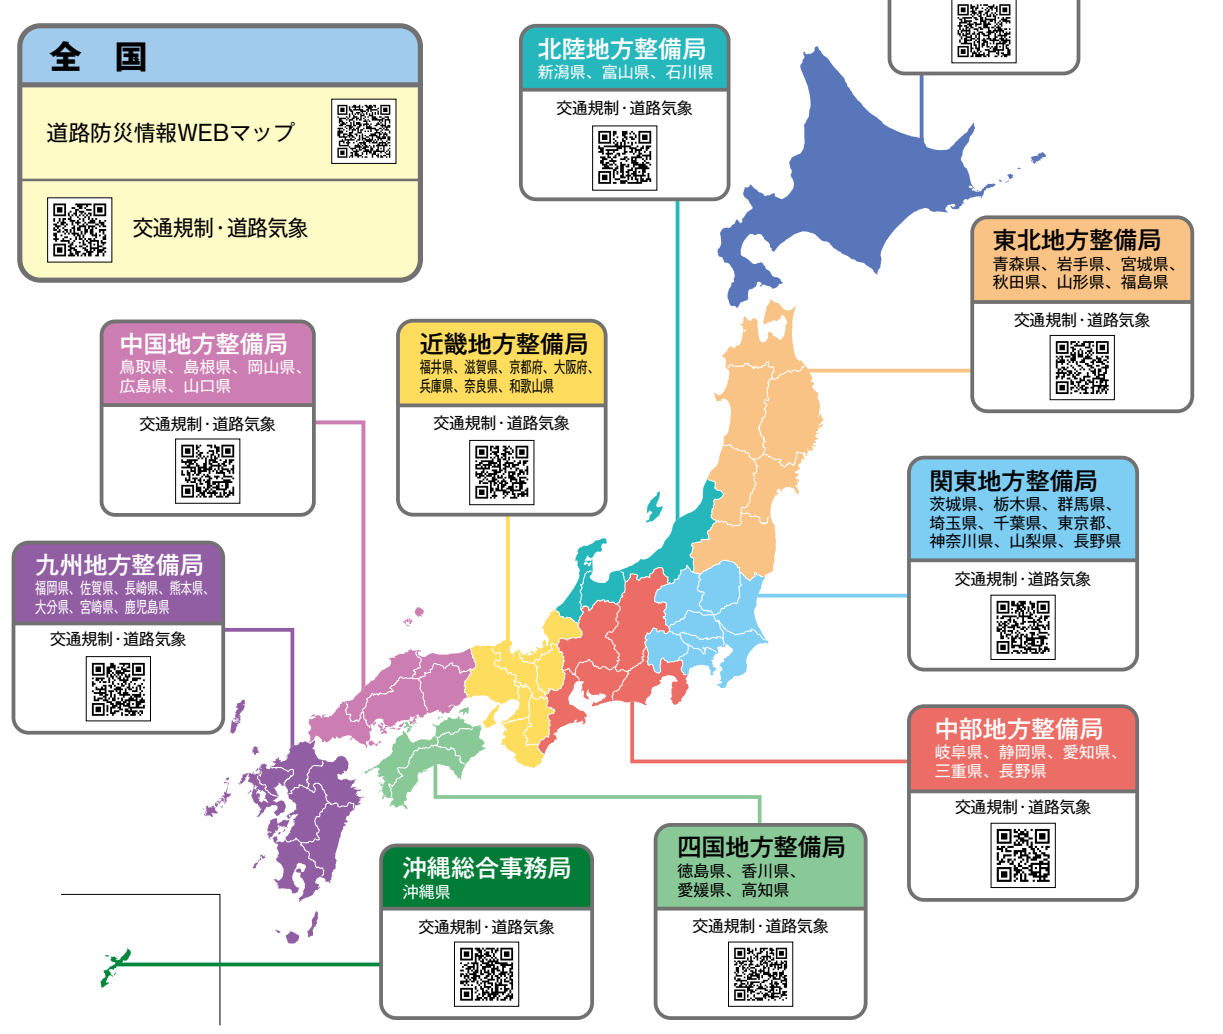 全 国
道路防災情報WEBマップ
交通規制・道路気象
北陸地方整備局
新潟県、富山県、石川県
交通規制・道路気象
東北地方整備局
青森県、岩手県、宮城県、
秋田県、山形県、福島県
交通規制・道路気象
中国地方整備局
鳥取県、島根県、岡山県、
広島県、山口県
交通規制・道路気象
近畿地方整備局
福井県、滋賀県、京都府、大阪府、
兵庫県、奈良県、和歌山県
交通規制・道路気象
関東地方整備局
茨城県、栃木県、群馬県、
埼玉県、千葉県、東京都、
神奈川県、山梨県、長野県
交通規制・道路気象
九州地方整備局
福岡県、佐賀県、長崎県、熊本県、
大分県、宮崎県、鹿児島県
交通規制・道路気象
中部地方整備局
岐阜県、静岡県、愛知県、
三重県、長野県
交通規制・道路気象
沖縄総合事務局
沖縄県
交通規制・道路気象
四国地方整備局
徳島県、香川県、
愛媛県、高知県
交通規制・道路気象